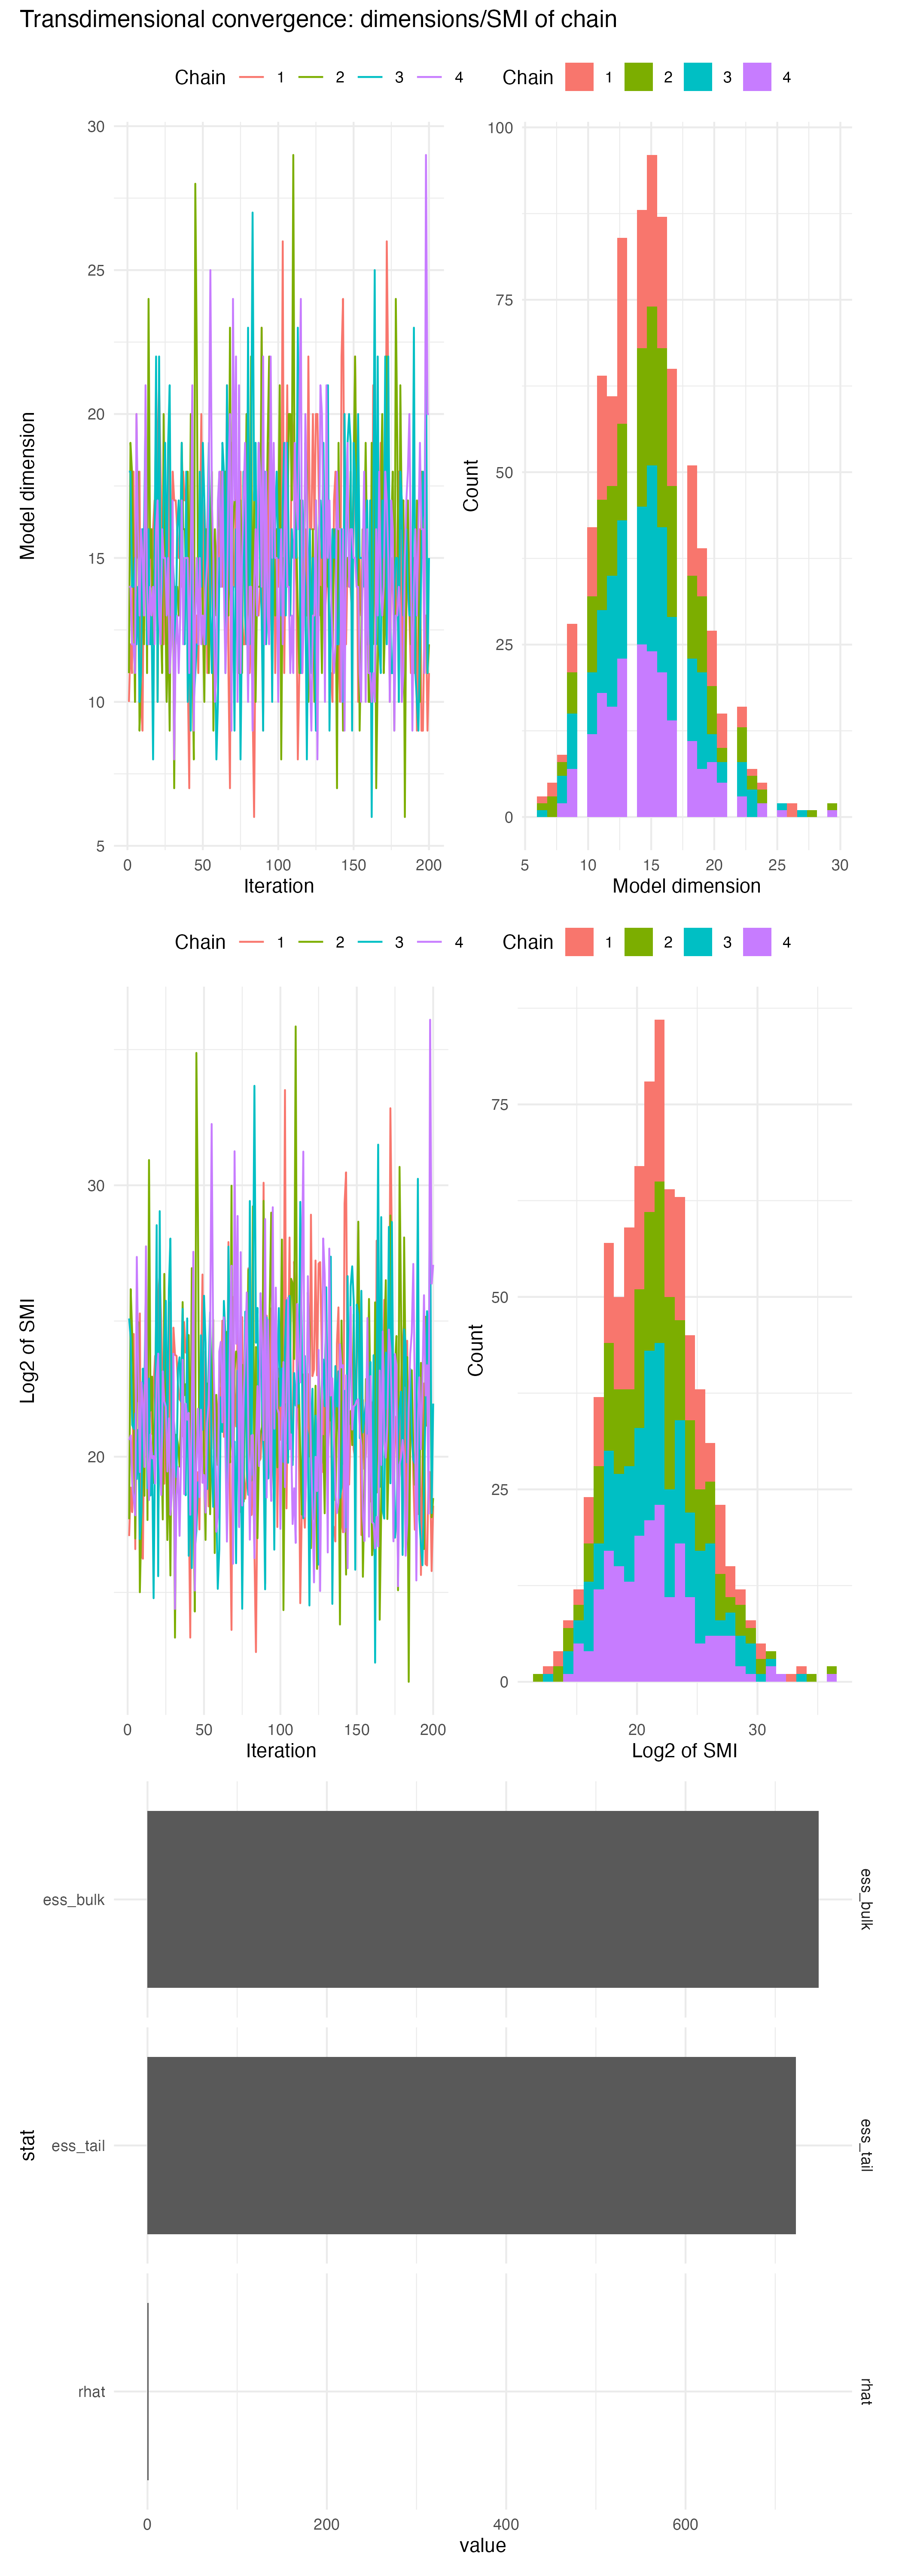 Transdimensional convergence: dimensions/SMI of chain
Chain 1 2 3 4
Chain 1 2 3 4
30
25
20
15
10
5
Model dimension
0 50 100 150 200
Iteration
100
75
50
25
0
Count
5 10 15 20 25 30
Model dimension
Chain 1 2 3 4
Chain 1 2 3 4
30
20
Log2 of SMI
0 50 100 150 200
Iteration
75
50
25
0
Count
20 30
Log2 of SMI
ess_bulk
ess_bulk
stat
ess_tail
ess_tail
rhat
rhat
0 200 400 600
value